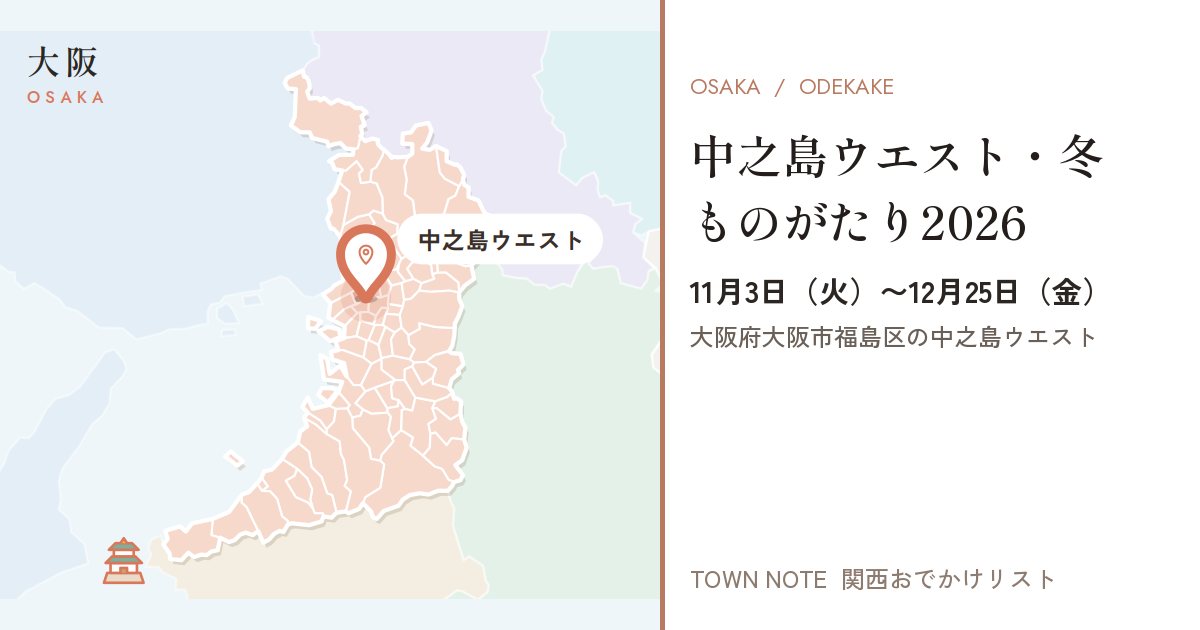 大阪
OSAKA
中之島ウエスト
OSAKA / ODEKAKE
中之島ウエスト・冬
ものがたり2026
11月3日（火）〜12月25日（金）
大阪府大阪市福島区の中之島ウエスト
TOWN NOTE 関西おでかけリスト